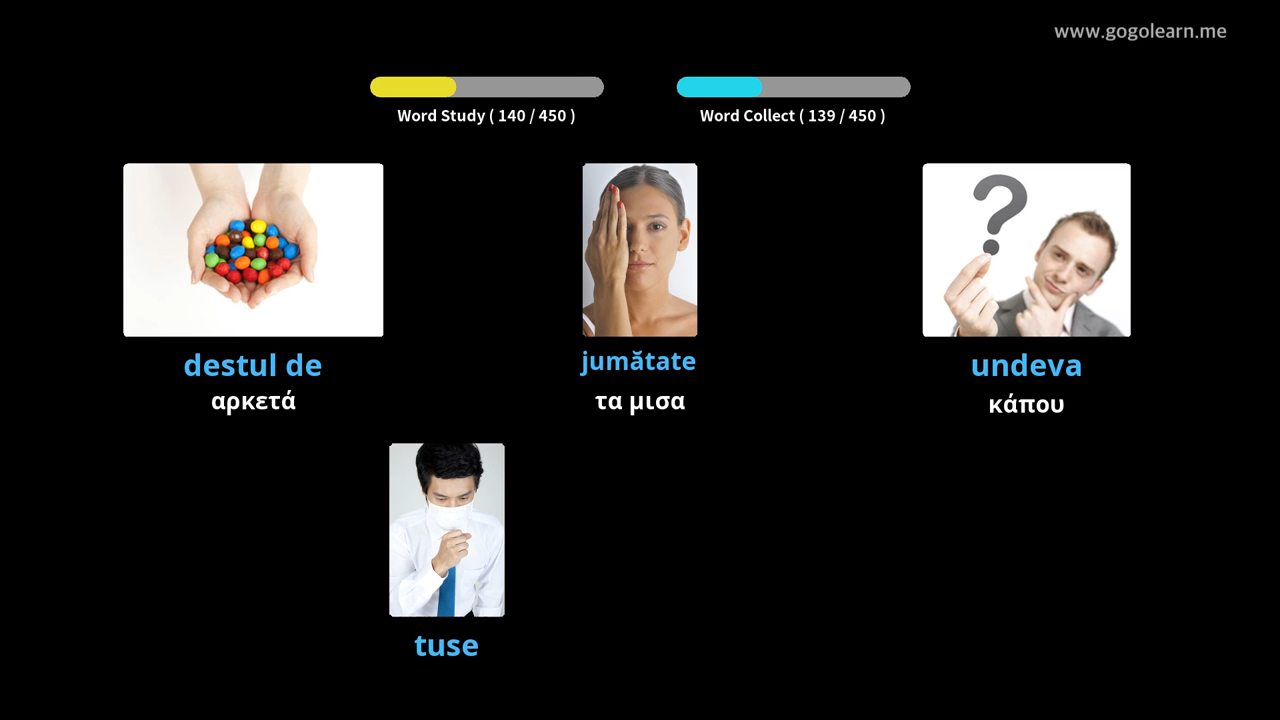 www.gogolearn.me
Word Study ( 140 / 450 )
Word Collect ( 139 / 450 )
destul de
αρκετά
jumătate
τα μισα
undeva
κάπου
tuse